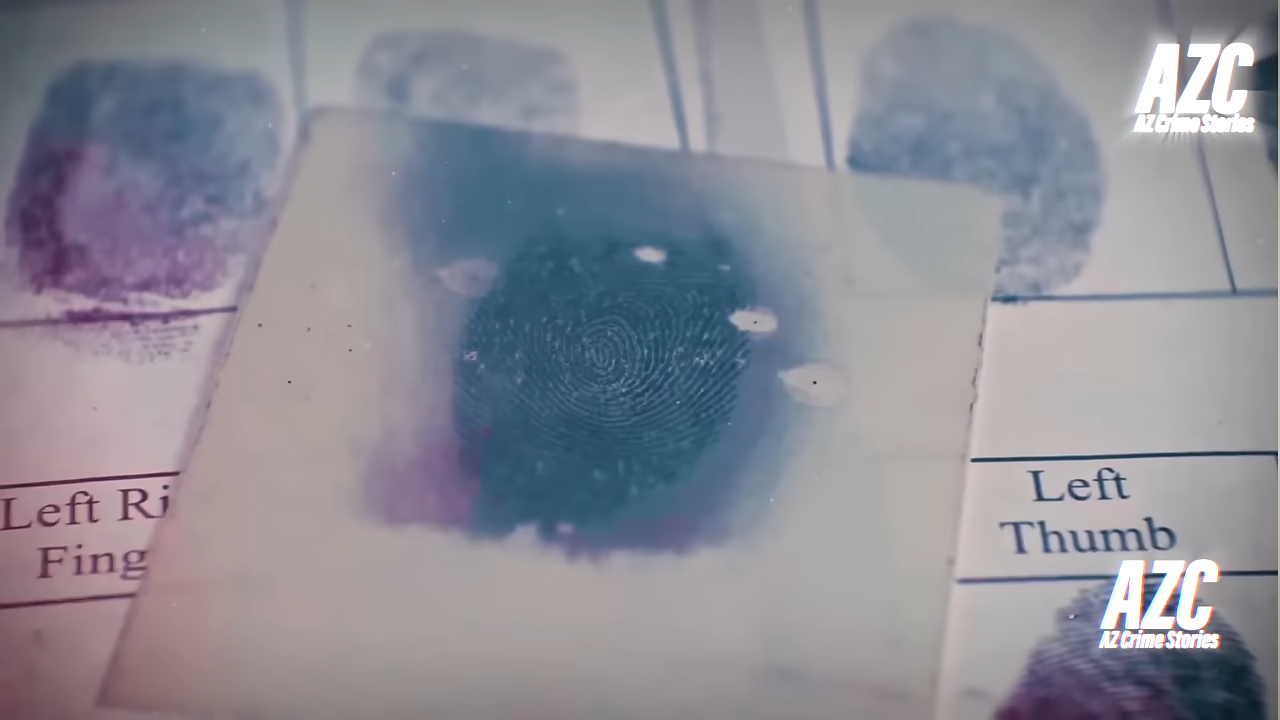 AZC
AZ Crime Stories
Left Ri
Fing
Left
Thumb
AZC
AZ Crime Stories